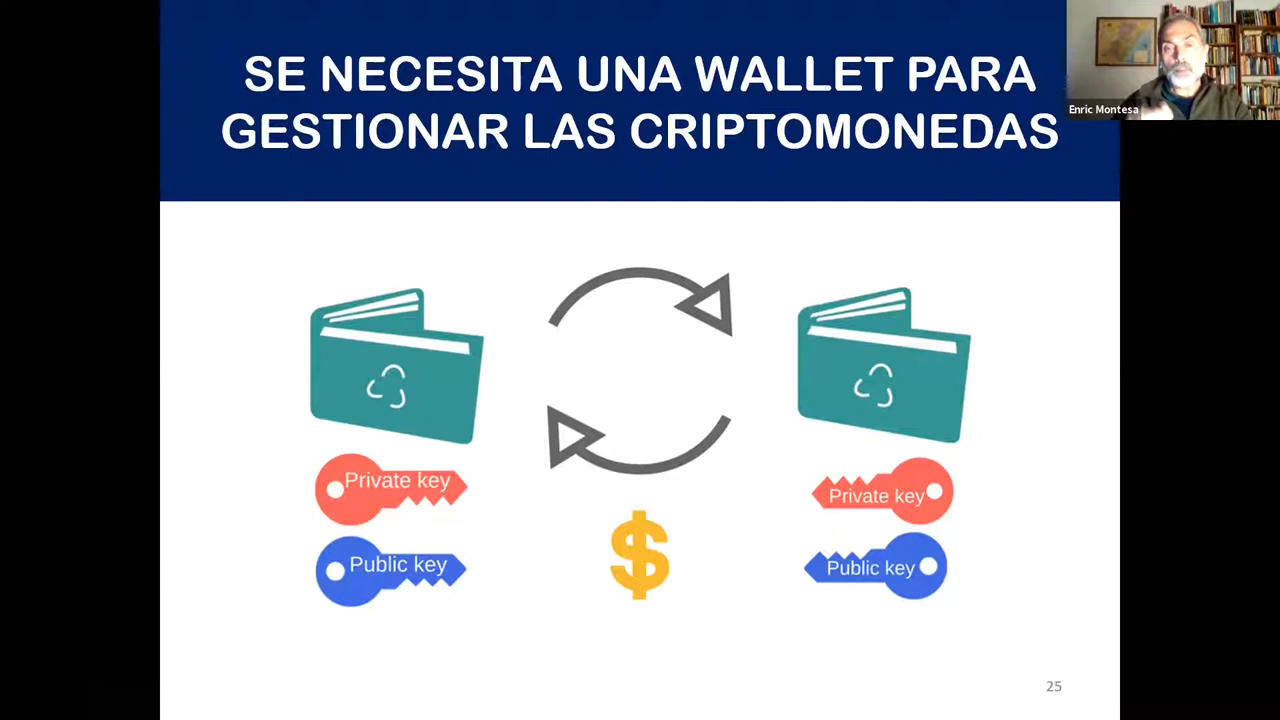 SE NECESITA UNA WALLET PARA
GESTIONAR LAS CRIPTOMONEDAS
Enric Montesa
Private key
Public key
Private key
Public key
$
25